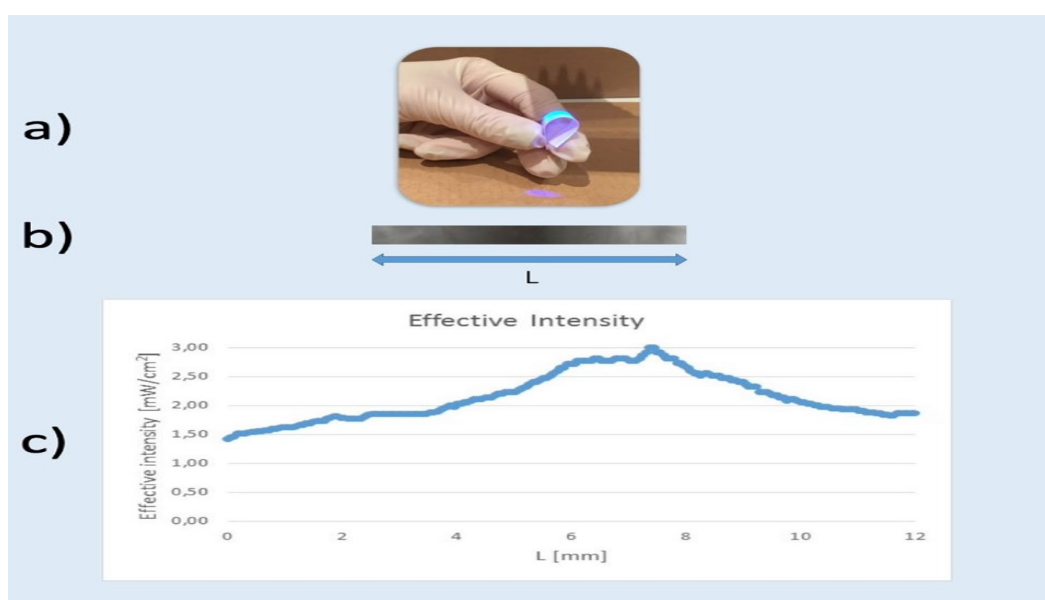 a)
b)
L
c)
Effective Intensity
Effective intensity [mW/cm²]
3,00
2,50
2,00
1,50
1,00
0,50
0,00
0 2 4 6 8 10 12
L [mm]